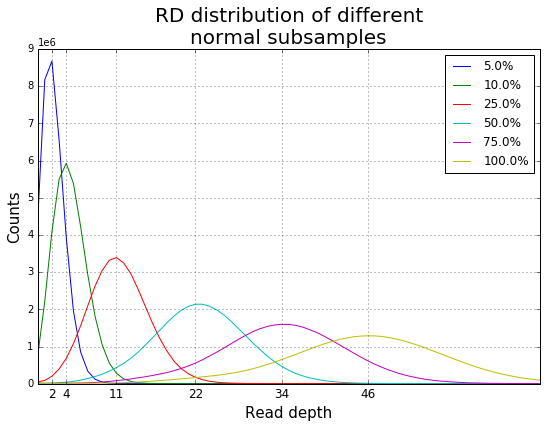 RD distribution of different
normal subsamples
1e6
9
8
7
6
5
4
3
2
1
0
Counts
2 4 11 22 34 46
Read depth
5.0%
10.0%
25.0%
50.0%
75.0%
100.0%